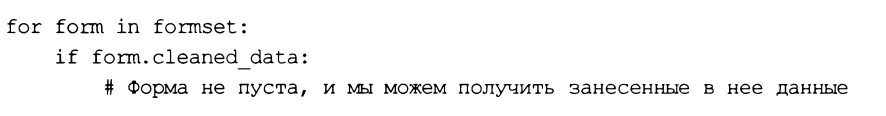 for form in formset:
    if form.cleaned_data:
        # Форма не пуста, и мы можем получить занесенные в нее данные